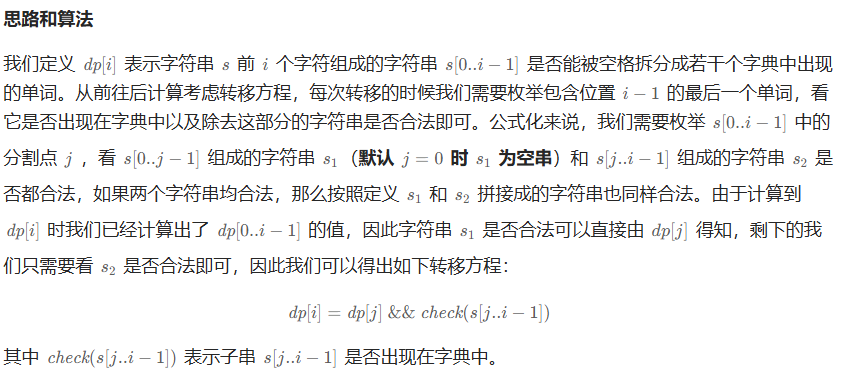 思路和算法
我们定义 dp[i] 表示字符串 s 前 i 个字符组成的字符串 s[0..i − 1] 是否能被空格拆分成若干个字典中出现
的单词。从前往后计算考虑转移方程，每次转移的时候我们需要枚举包含位置 i − 1 的最后一个单词，看
它是否出现在字典中以及除去这部分的字符串是否合法即可。公式化来说，我们需要枚举 s[0..i − 1] 中的
分割点 j ，看 s[0..j − 1] 组成的字符串 s₁（默认 j = 0 时 s₁ 为空串）和 s[j..i − 1] 组成的字符串 s₂ 是
否都合法，如果两个字符串均合法，那么按照定义 s₁ 和 s₂ 拼接成的字符串也同样合法。由于计算到
dp[i] 时我们已经计算出了 dp[0..i − 1] 的值，因此字符串 s₁ 是否合法可以直接由 dp[j] 得知，剩下的我
们只需要看 s₂ 是否合法即可，因此我们可以得出如下转移方程：
dp[i] = dp[j] && check(s[j..i − 1])
其中 check(s[j..i − 1]) 表示子串 s[j..i − 1] 是否出现在字典中。